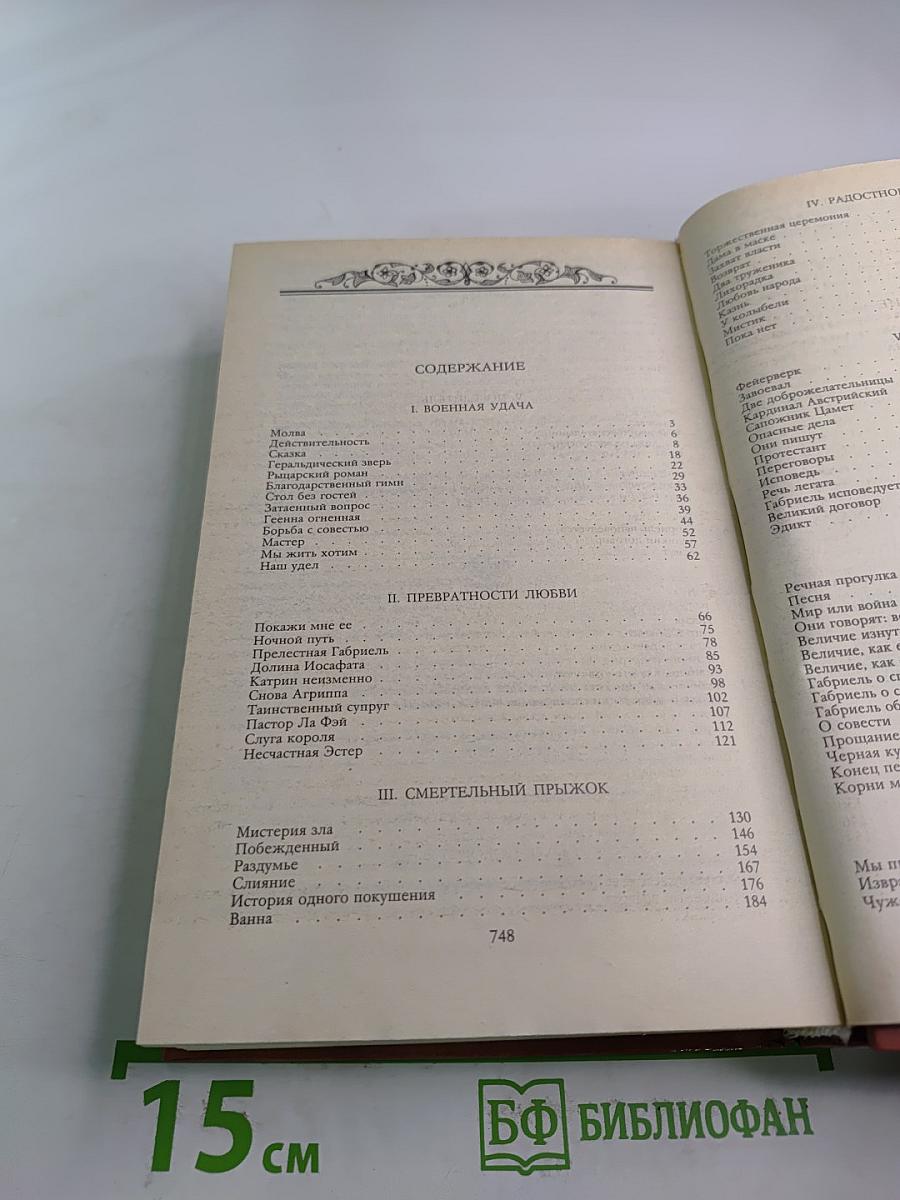 СОДЕРЖАНИЕ
I. ВОЕННАЯ УДАЧА
Молва 3
Действительность 6
Сказка 8
Геральдический зверь 18
Рыцарский роман 22
Благодарственный гимн 29
Стол без гостей 33
Затаенный вопрос 36
Геенна огненная 39
Борьба с совестью 44
Мастер 52
Мы жить хотим 57
Наш удел 62
II. ПРЕВРАТНОСТИ ЛЮБВИ
Покажи мне ее 66
Ночной путь 75
Прелестная Габриель 78
Долина Иосафата 85
Катрин неизменно 93
Снова Агриппа 98
Таинственный супруг 102
Пастор Ла Фэй 107
Слуга короля 112
Несчастная Эстер 121
III. СМЕРТЕЛЬНЫЙ ПРЫЖОК
Мистерия зла 130
Побежденный 146
Раздумье 154
Слияние 167
История одного покушения 176
Ванна 184
748
IV. РАДОСТНО
Торжественная церемония
Дама в маске
Захват власти
Возврат
Два труженика
Лихорадка
Любовь народа
Казнь
У колыбели
Мистик
Пока нет
V
Фейерверк
Завоевал
Две доброжелательницы
Кардинал Австрийский
Сапожник Цамет
Опасные дела
Они пишут
Протестант
Переговоры
Исповедь
Речь легата
Габриель исповедует
Великий договор
Эдикт
Речная прогулка
Песня
Мир или война
Они говорят: в
Величие изнут
Величие, как е
Величие, как
Габриель о с
Габриель о с
Габриель об
О совести
Прощание
Черная ку
Конец пе
Корни м
Мы п
Извра
Чуж
15 см
БФ БИБЛИОФАН